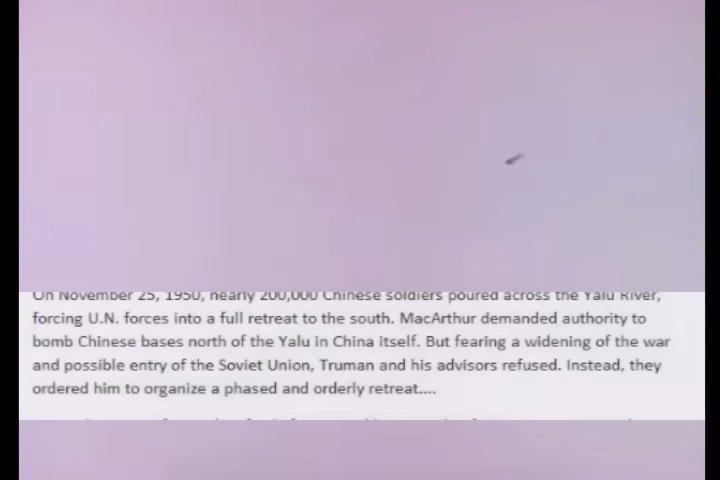 On November 25, 1950, nearly 200,000 Chinese soldiers poured across the Yalu River,
forcing U.N. forces into a full retreat to the south. MacArthur demanded authority to
bomb Chinese bases north of the Yalu in China itself. But fearing a widening of the war
and possible entry of the Soviet Union, Truman and his advisors refused. Instead, they
ordered him to organize a phased and orderly retreat....